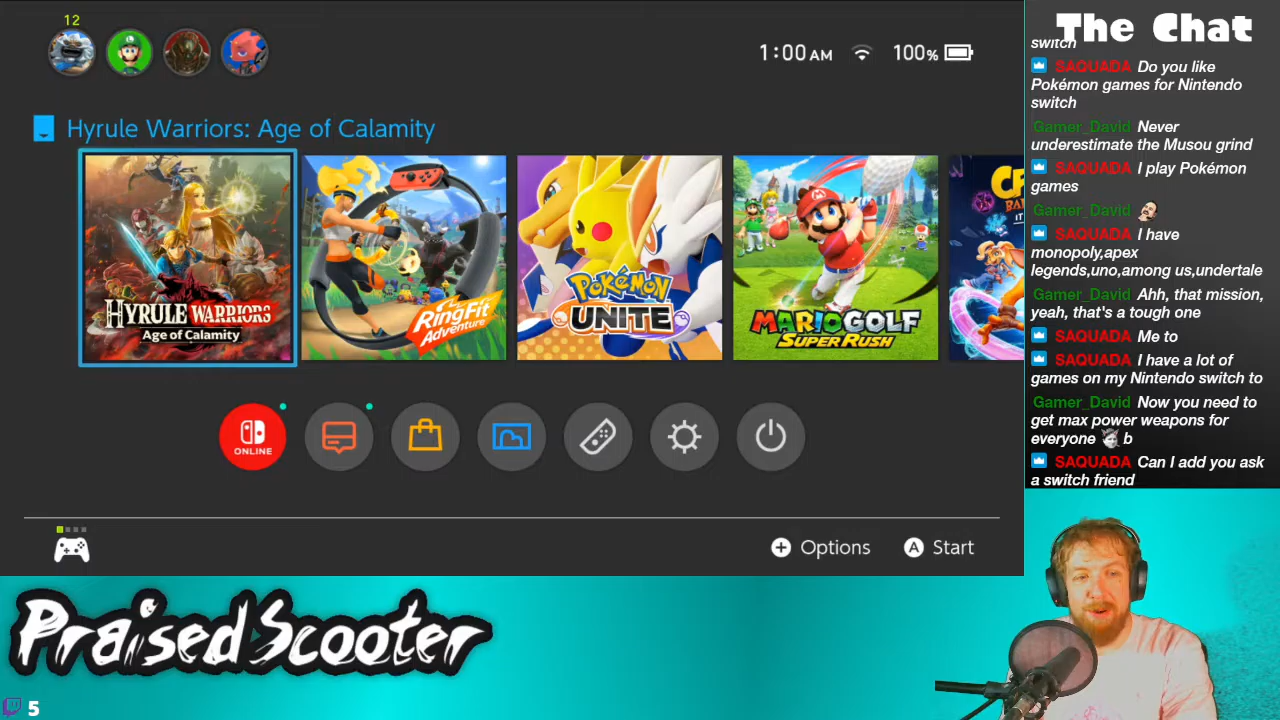 12
1:00 AM
100%
Hyrule Warriors: Age of Calamity
HYRULE WARRIORS
Age of Calamity
RingFit
Adventure
POKéMON
UNITE
MARIO GOLF
SUPER RUSH
ONLINE
Options
Start
PraisedScooter
5
The Chat
switch
SAQUADA Do you like
Pokémon games for Nintendo
switch
Gamer_David Never
underestimate the Musou grind
SAQUADA I play Pokémon
games
Gamer_David
SAQUADA I have
monopoly,apex
legends,uno,among us,undertale
Gamer_David Ahh, that mission,
yeah, that's a tough one
SAQUADA Me to
SAQUADA I have a lot of
games on my Nintendo switch to
Gamer_David Now you need to
get max power weapons for
everyone b
SAQUADA Can I add you ask
a switch friend